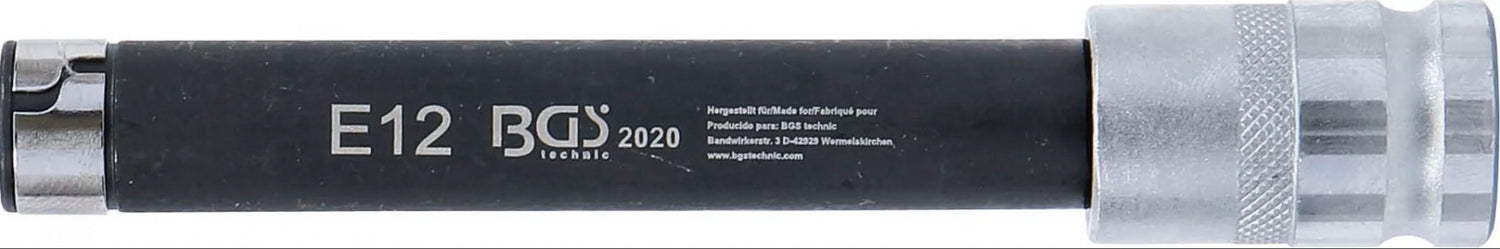 E12
BGS
technic
2020
Hergestellt für/Made for/Fabriqué pour
Producido para: BGS technic
Bandwirkerstr. 3 D-42929 Wermelskirchen
www.bgstechnic.com